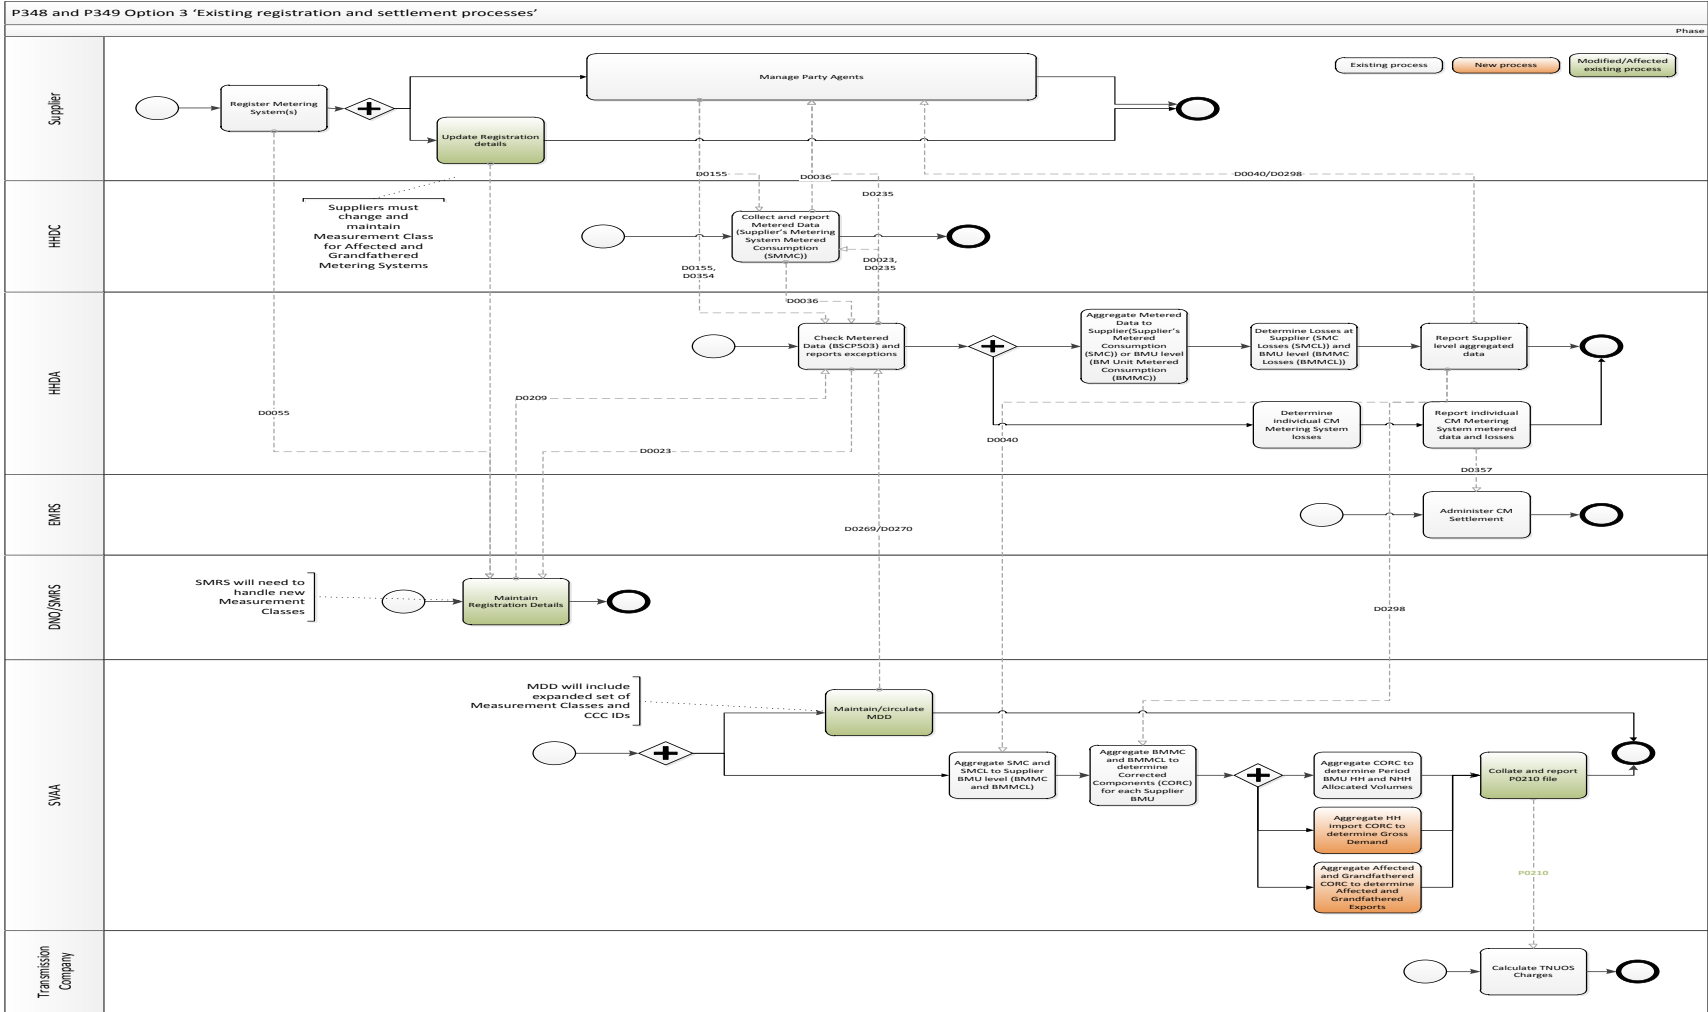 P348 and P349 Option 3 ‘Existing registration and settlement processes’
Phase
Supplier
Register Metering
System(s)
Update Registration
details
Manage Party Agents
Existing process
New process
Modified/Affected
existing process
D0155
D0036
D0235
D0040/D0298
HHDC
Suppliers must
change and
maintain
Measurement Class
for Affected and
Grandfathered
Metering Systems
Collect and report
Metered Data
(Supplier’s Metering
System Metered
Consumption
(SMMC))
D0155,
D0354
D0023,
D0235
D0036
HHDA
Check Metered
Data (BSCP503) and
reports exceptions
Aggregate Metered
Data to
Supplier(Supplier’s
Metered
Consumption
(SMC)) or BMU level
(BM Unit Metered
Consumption
(BMMC))
Determine Losses at
Supplier (SMC
Losses (SMCL)) and
BMU level (BMMC
Losses (BMMCL))
Report Supplier
level aggregated
data
D0209
D0055
D0023
D0040
Determine
individual CM
Metering System
losses
Report individual
CM Metering
System metered
data and losses
D0357
EMRS
D0269/D0270
Administer CM
Settlement
DNO/SMRS
SMRS will need to
handle new
Measurement
Classes
Maintain
Registration Details
D0298
SVAA
MDD will include
expanded set of
Measurement Classes and
CCC IDs
Maintain/circulate
MDD
Aggregate SMC and
SMCL to Supplier
BMU level (BMMC
and BMMCL)
Aggregate BMMC
and BMMCL to
determine
Corrected
Components (CORC)
for each Supplier
BMU
Aggregate CORC to
determine Period
BMU HH and NHH
Allocated Volumes
Collate and report
P0210 file
Aggregate HH
import CORC to
determine Gross
Demand
Aggregate Affected
and Grandfathered
CORC to determine
Affected and
Grandfathered
Exports
P0210
Transmission
Company
Calculate TNUOS
Charges